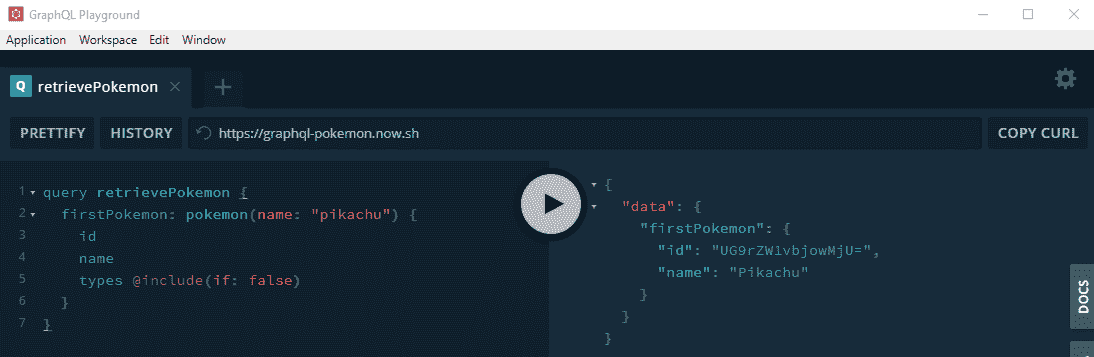 GraphQL Playground
Application Workspace Edit Window
Q retrievePokemon
PRETTIFY HISTORY https://graphql-pokemon.now.sh COPY CURL
1 query retrievePokemon {
2 firstPokemon: pokemon(name: "pikachu") {
3 id
4 name
5 types @include(if: false)
6 }
7 }
{
"data": {
"firstPokemon": {
"id": "UG9rZW1vbjowMjU=",
"name": "Pikachu"
}
}
}
DOCS